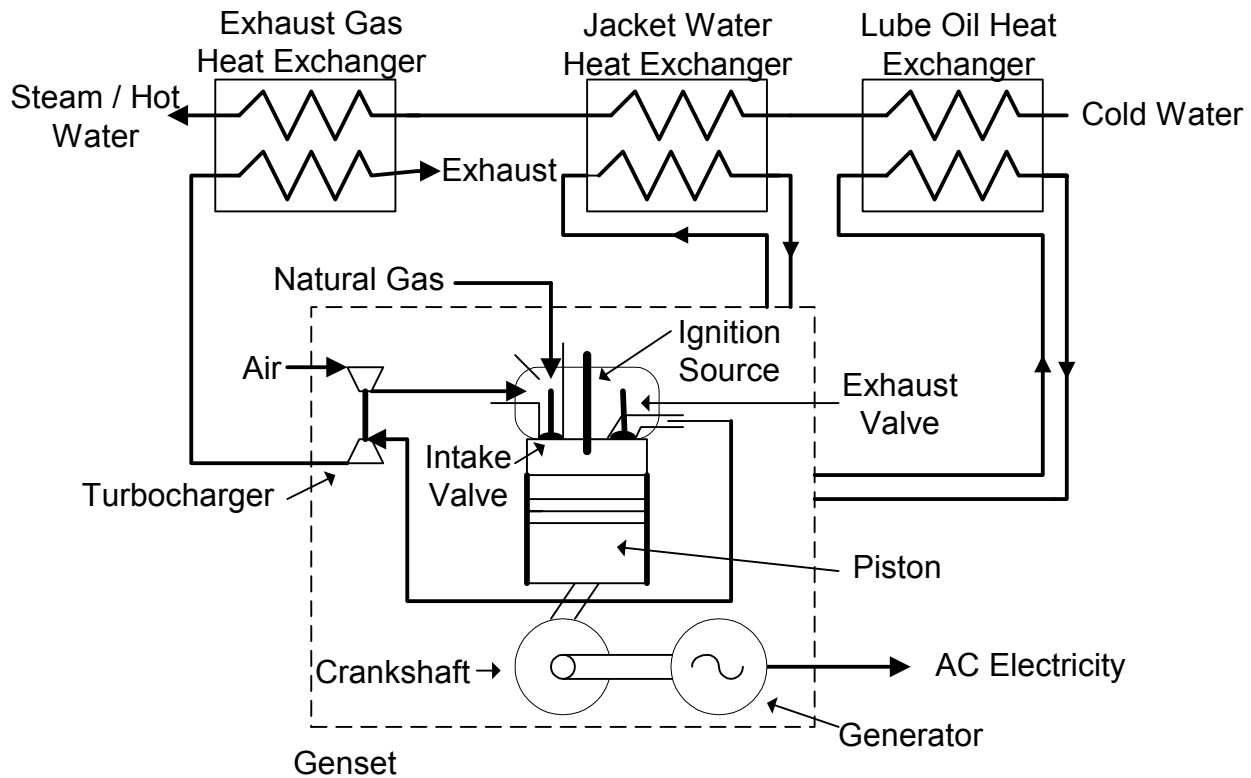 Exhaust Gas
Heat Exchanger
Jacket Water
Heat Exchanger
Lube Oil Heat
Exchanger
Steam / Hot
Water
Cold Water
Exhaust
Natural Gas
Ignition
Source
Air
Exhaust
Valve
Intake
Valve
Turbocharger
Piston
Crankshaft
AC Electricity
Generator
Genset